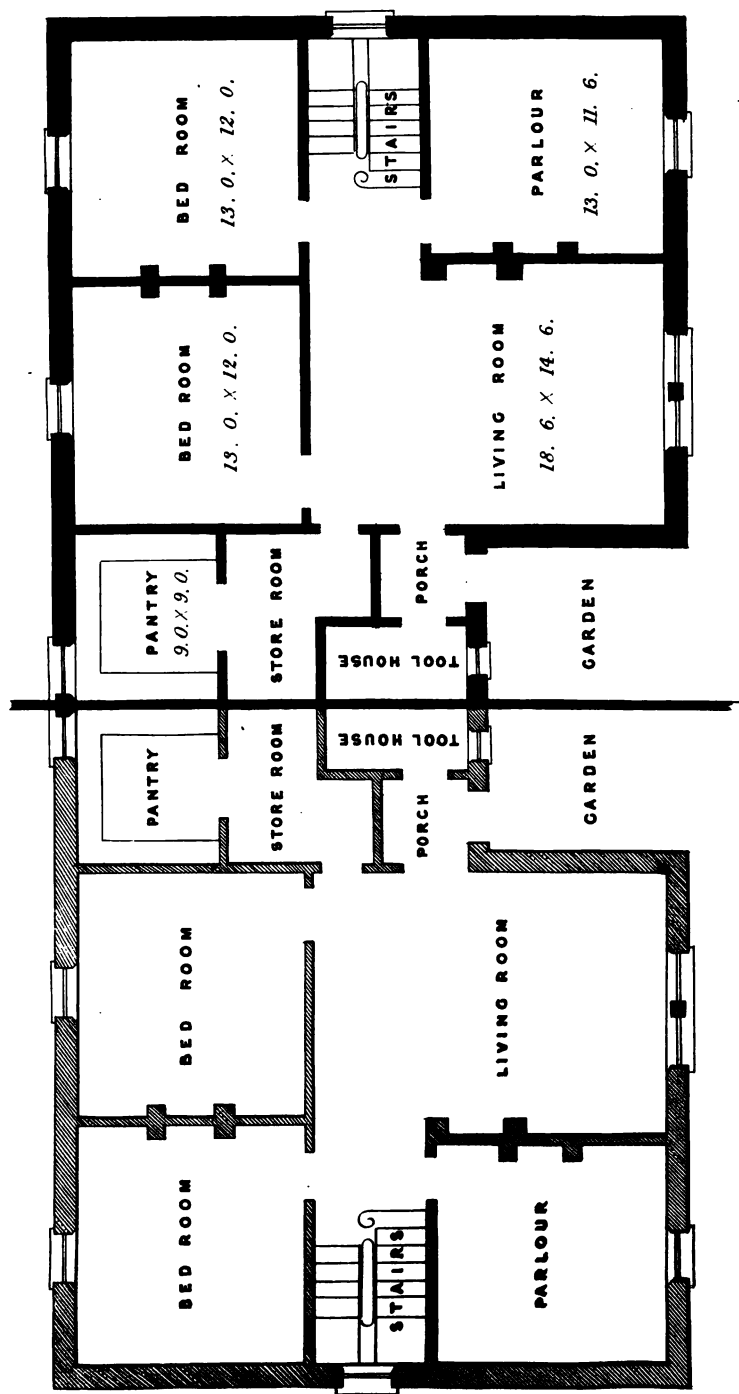 BED ROOM
13. 0. X 12. 0.
STAIRS
PARLOUR
13. 0. X 11. 6.
BED ROOM
13. 0. X 12. 0.
LIVING ROOM
18. 6. X 14. 6.
PANTRY
9.0. X 9.0.
STORE ROOM
PORCH
TOOL HOUSE
GARDEN
PANTRY
STORE ROOM
TOOL HOUSE
PORCH
GARDEN
BED ROOM
LIVING ROOM
BED ROOM
STAIRS
PARLOUR